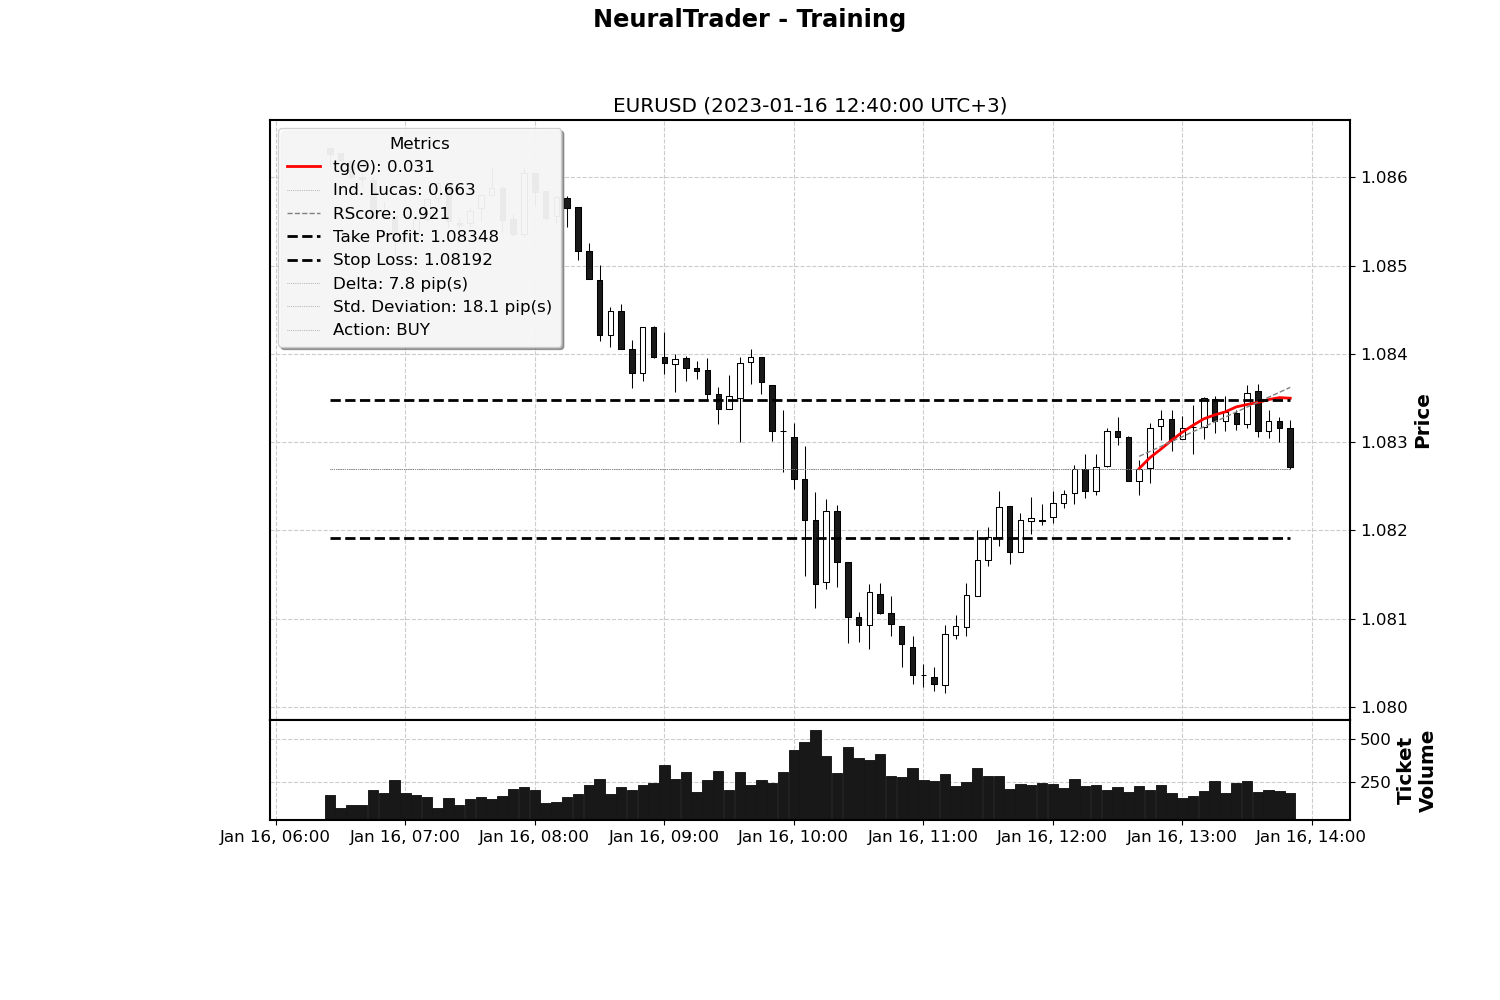 NeuralTrader - Training
EURUSD (2023-01-16 12:40:00 UTC+3)
Metrics
tg(Θ): 0.031
Ind. Lucas: 0.663
RScore: 0.921
Take Profit: 1.08348
Stop Loss: 1.08192
Delta: 7.8 pip(s)
Std. Deviation: 18.1 pip(s)
Action: BUY
1.086
1.085
1.084
1.083
1.082
1.081
1.080
Price
500
250
Ticket
Volume
Jan 16, 06:00
Jan 16, 07:00
Jan 16, 08:00
Jan 16, 09:00
Jan 16, 10:00
Jan 16, 11:00
Jan 16, 12:00
Jan 16, 13:00
Jan 16, 14:00